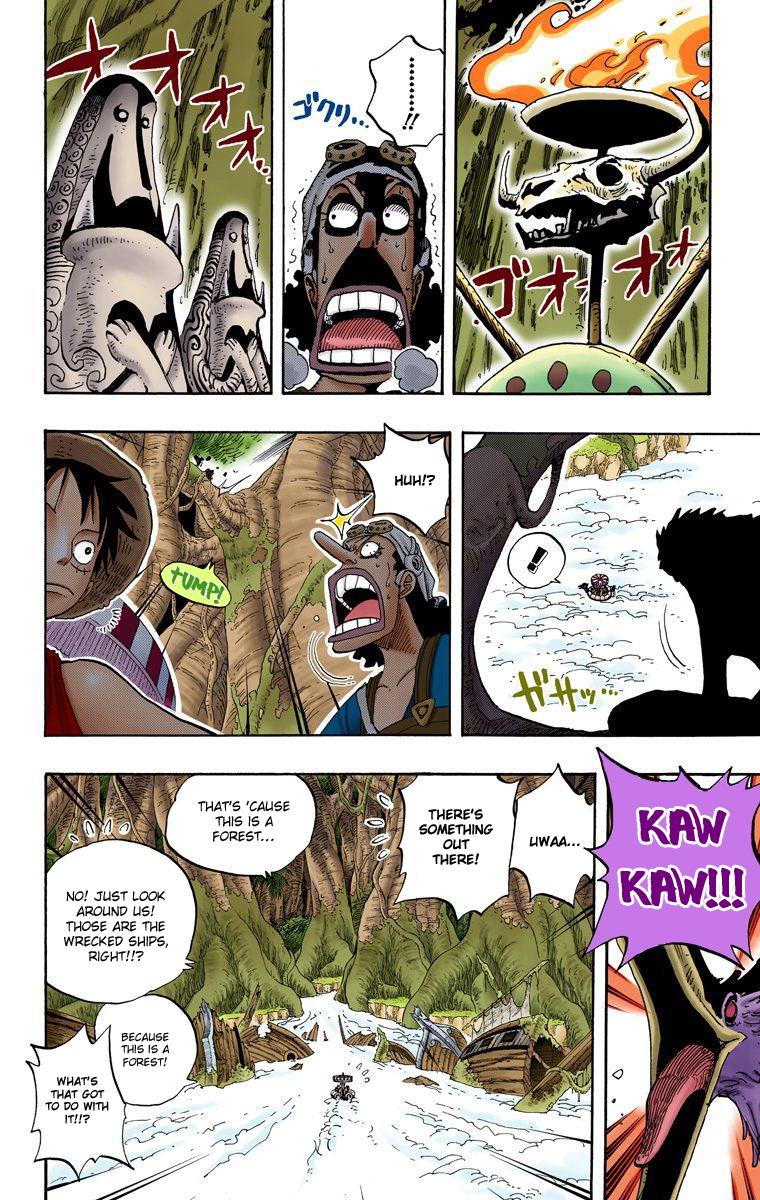 ゴオオオ
.........!!
ゴクリ...
オオオオ...
!!
ガサッ...
HUH!?
TUMP!
KAW
KAW!!!
UWAA...
THERE'S
SOMETHING
OUT
THERE!
THAT'S 'CAUSE
THIS IS A
FOREST...
NO! JUST LOOK
AROUND US!
THOSE ARE THE
WRECKED SHIPS,
RIGHT!!?
BECAUSE
THIS IS A
FOREST!
WHAT'S
THAT GOT
TO DO WITH
IT!!?